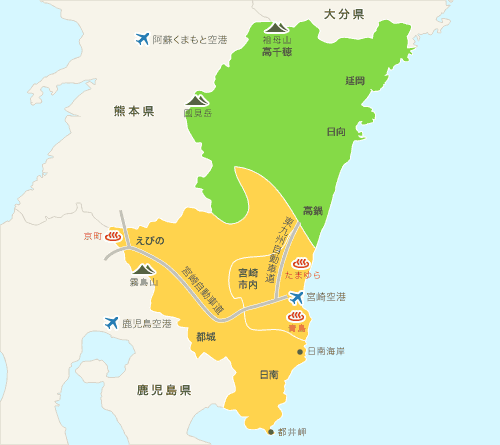 大分県
阿蘇くまもと空港
祖母山
高千穂
延岡
熊本県
国見岳
日向
高鍋
東九州自動車道
京町
えびの
たまゆら
霧島山
宮崎自動車道
宮崎
市内
宮崎空港
青島
鹿児島空港
都城
日南海岸
日南
鹿児島県
都井岬